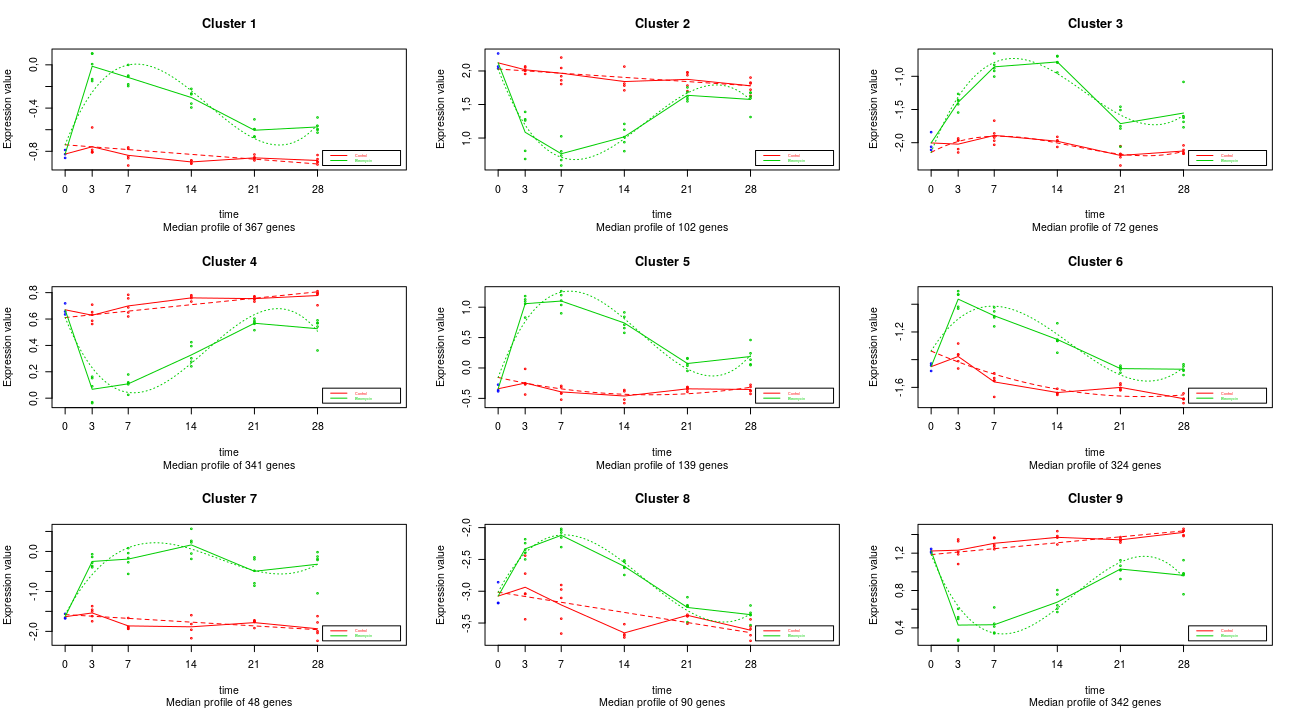 Cluster 1
Expression value
0.0
-0.4
-0.8
Control
0 3 7 14 21 28
time
Median profile of 367 genes
Cluster 2
Expression value
2.0
1.5
1.0
Control
0 3 7 14 21 28
time
Median profile of 102 genes
Cluster 3
Expression value
-1.0
-1.5
-2.0
Control
0 3 7 14 21 28
time
Median profile of 72 genes
Cluster 4
Expression value
0.8
0.6
0.4
0.2
0.0
Control
0 3 7 14 21 28
time
Median profile of 341 genes
Cluster 5
Expression value
1.0
0.5
0.0
-0.5
Control
0 3 7 14 21 28
time
Median profile of 139 genes
Cluster 6
Expression value
-1.2
-1.6
Control
0 3 7 14 21 28
time
Median profile of 324 genes
Cluster 7
Expression value
0.0
-1.0
-2.0
Control
0 3 7 14 21 28
time
Median profile of 48 genes
Cluster 8
Expression value
-2.0
-2.5
-3.0
-3.5
Control
0 3 7 14 21 28
time
Median profile of 90 genes
Cluster 9
Expression value
1.2
0.8
0.4
Control
0 3 7 14 21 28
time
Median profile of 342 genes